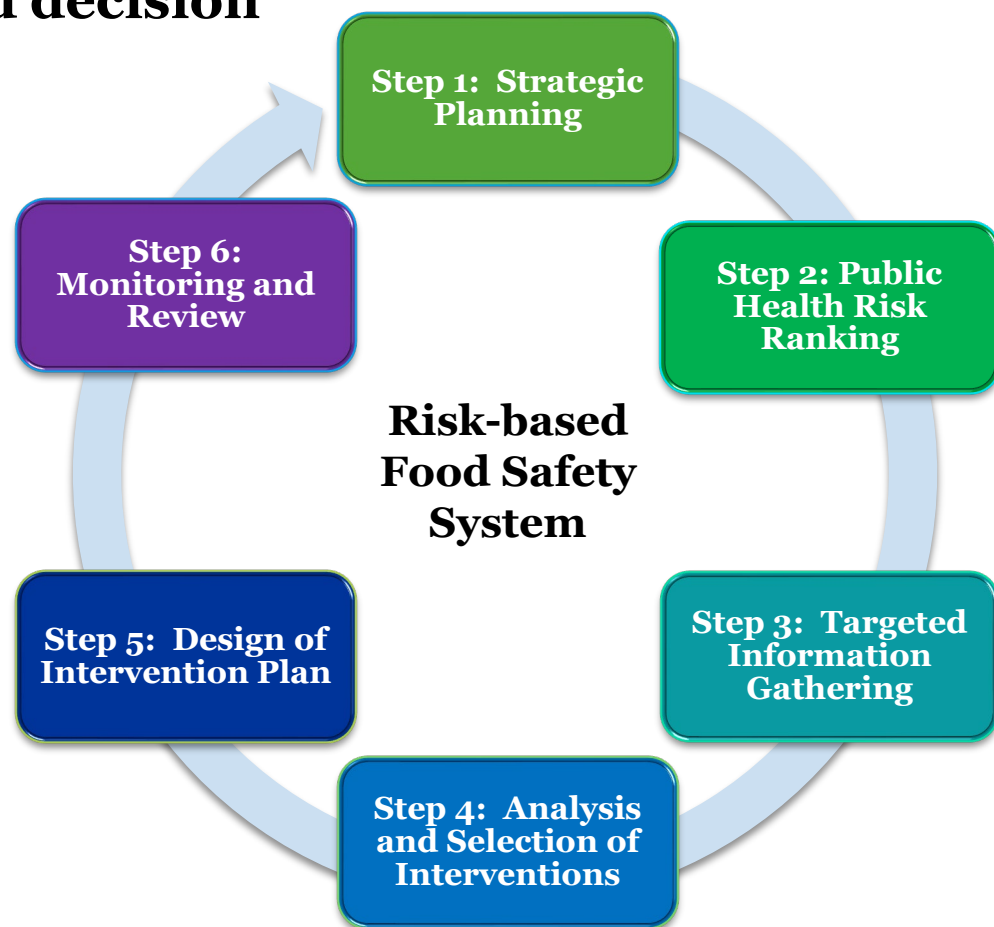 decision
Step 1:  Strategic
Planning
Step 2: Public
Health Risk
Ranking
Step 3:  Targeted
Information
Gathering
Step 4:  Analysis
and Selection of
Interventions
Step 5:  Design of
Intervention Plan
Step 6:
Monitoring and
Review
Risk-based
Food Safety
System